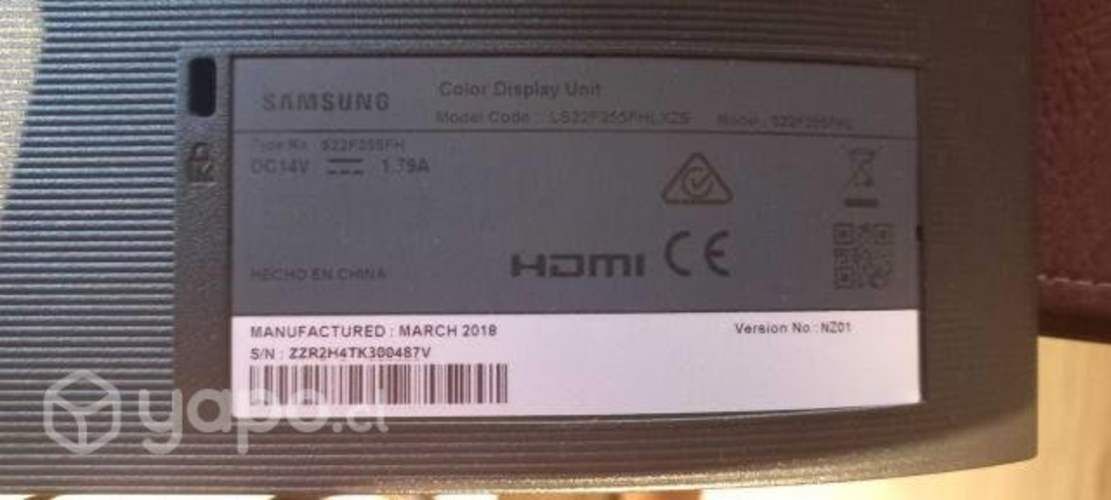 SAMSUNG
Color Display Unit
Model Code : LS22F355FHLXZS Model : S22F355FHL
Type No. : S22F355FH
DC14V 1.79A
HECHO EN CHINA
HDMI CE
MANUFACTURED : MARCH 2018
Version No : NZ01
S/N : ZZR2H4TK300487V
yapo.cl